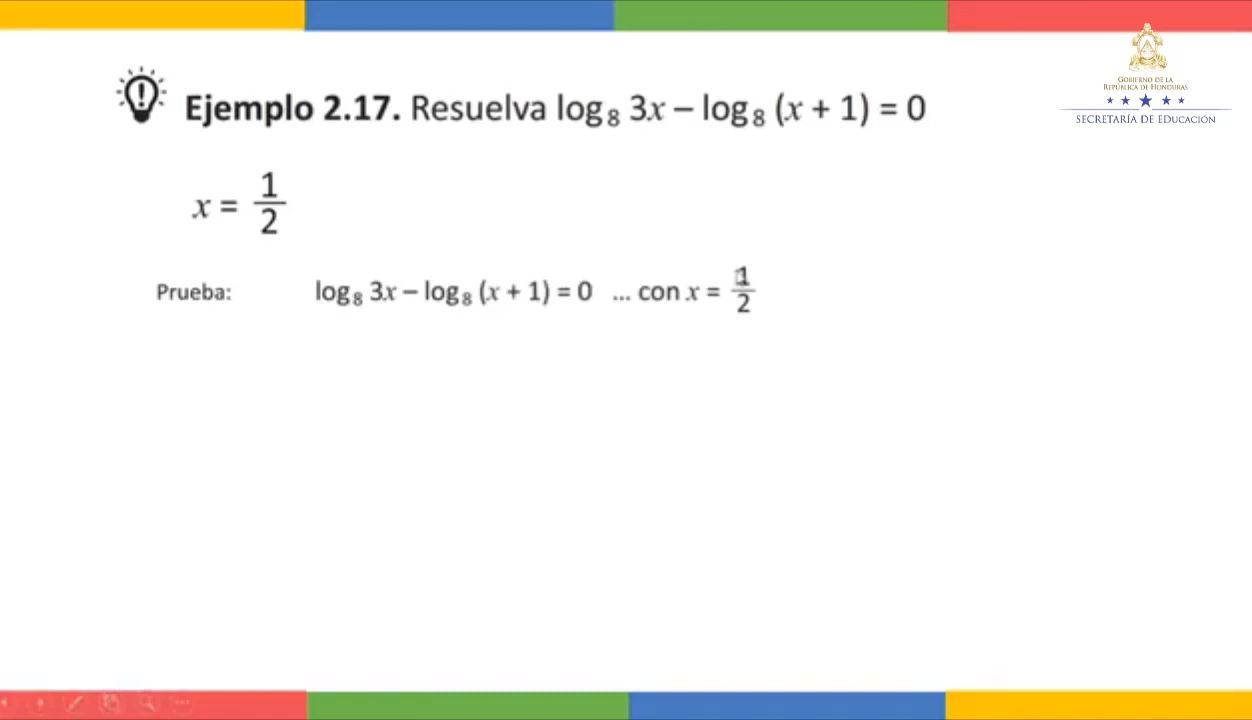 GOBIERNO DE LA
REPÚBLICA DE HONDURAS
★ ★ ★ ★ ★
SECRETARÍA DE EDUCACIÓN
Ejemplo 2.17. Resuelva log₈ 3x – log₈ (x + 1) = 0
x = 1/2
Prueba: log₈ 3x – log₈ (x + 1) = 0 ... con x = 1/2